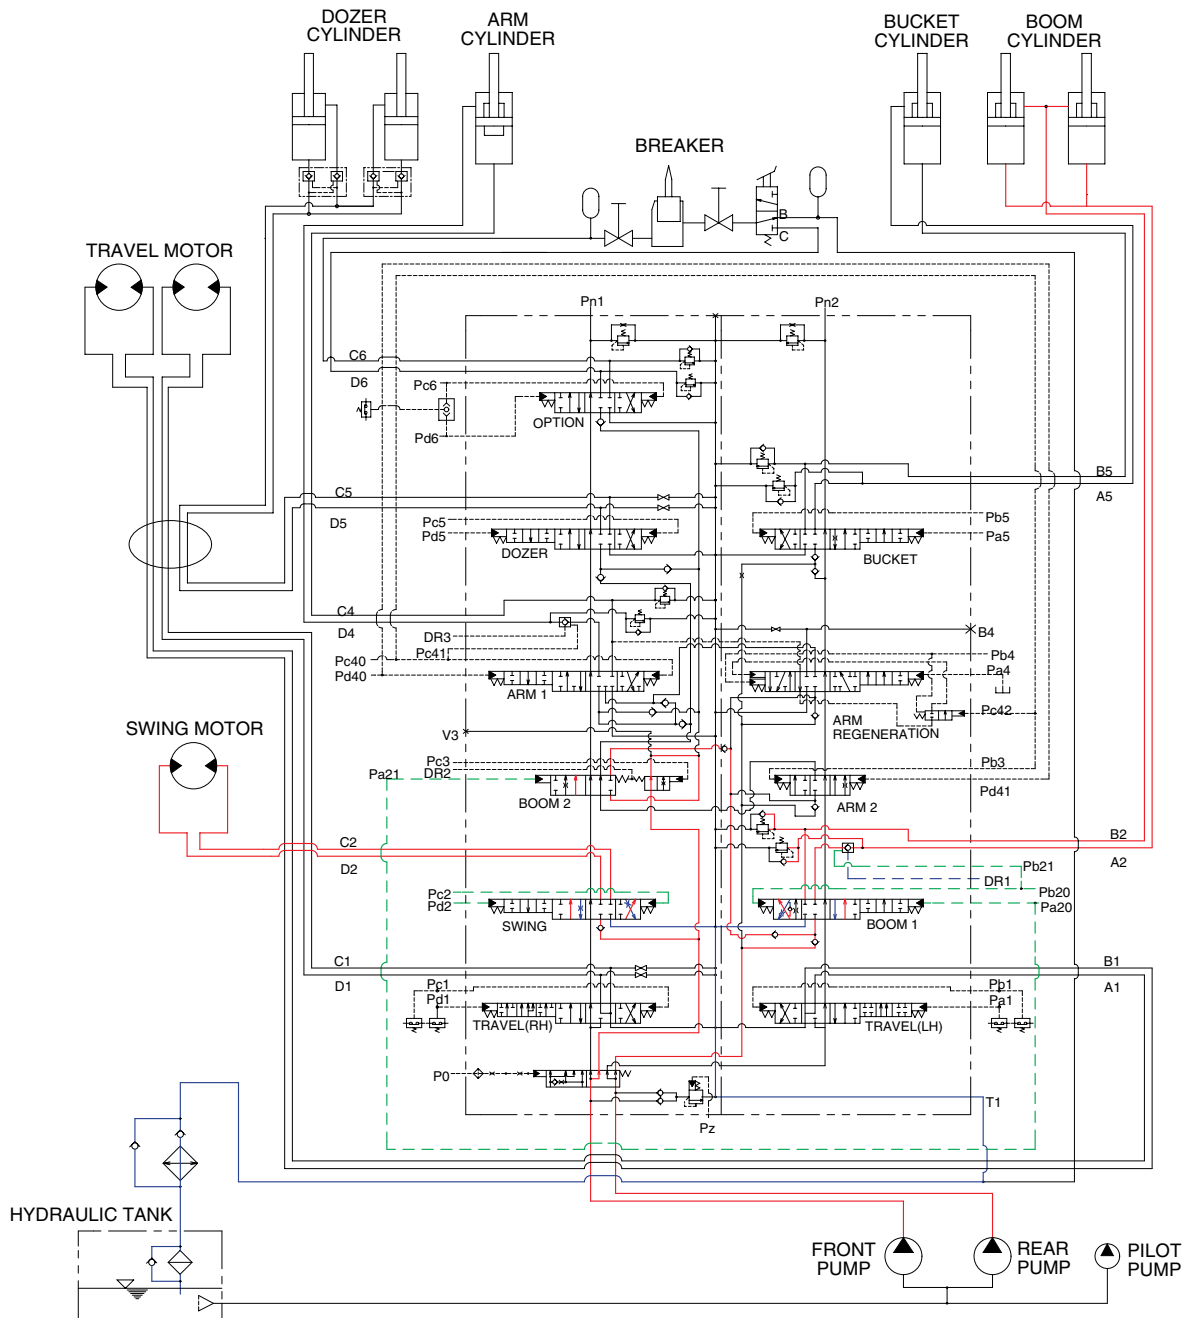 DOZER
CYLINDER
ARM
CYLINDER
BUCKET
CYLINDER
BOOM
CYLINDER
BREAKER
B
C
TRAVEL MOTOR
Pn1
Pn2
C6
D6
Pc6
Pd6
OPTION
C5
D5
Pc5
Pd5
DOZER
B5
A5
Pb5
Pa5
BUCKET
C4
D4
DR3
Pc41
Pc40
Pd40
ARM 1
B4
Pb4
Pa4
Pc42
ARM
REGENERATION
SWING MOTOR
V3
Pc3
DR2
Pa21
BOOM 2
Pb3
Pd41
ARM 2
C2
D2
B2
A2
Pb21
DR1
Pc2
Pd2
SWING
Pb20
Pa20
BOOM 1
C1
D1
Pc1
Pd1
TRAVEL(RH)
B1
A1
Pb1
Pa1
TRAVEL(LH)
P0
Pz
T1
HYDRAULIC TANK
FRONT
PUMP
REAR
PUMP
PILOT
PUMP